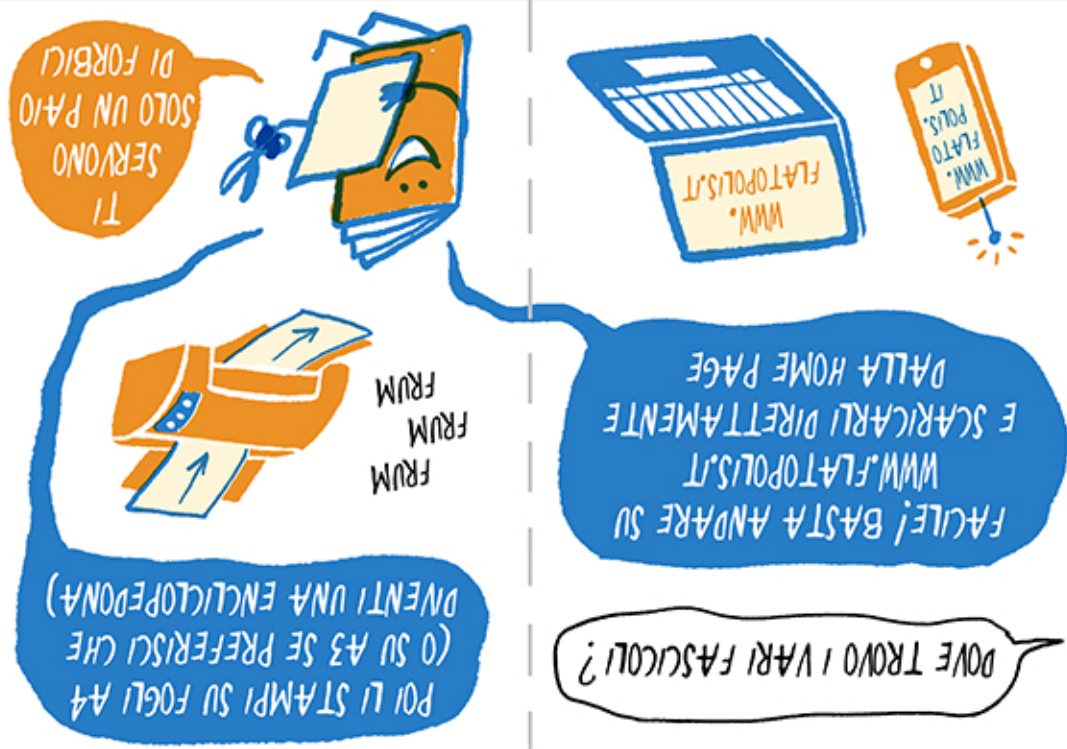 DOVE TROVO I VARI FASCICOLI?
FACILE! BASTA ANDARE SU
WWW.FLATOPOLIS.IT
E SCARICARLI DIRETTAMENTE
DALLA HOME PAGE
WWW.
FLATO
POLIS.
IT
WWW.
FLATOPOLIS.IT
POI LI STAMPI SU FOGLI A4
(O SU A3 SE PREFERISCI CHE
DIVENTI UNA ENCLICLOPEDONA)
FRUM
FRUM
FRUM
TI
SERVONO
SOLO UN PAIO
DI FORBICI